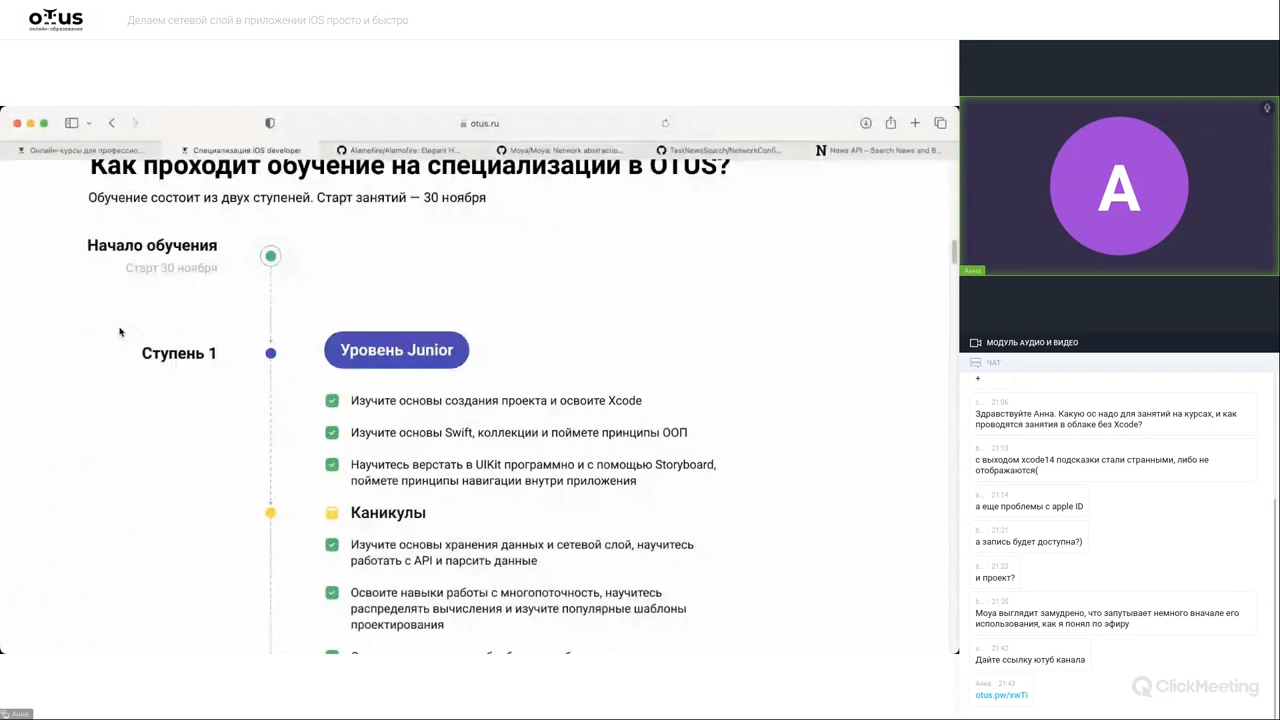 отus
онлайн-образование
Делаем сетевой слой в приложении iOS просто и быстро
otus.ru
Онлайн-курсы для профессио...
Специализация iOS developer
Alamofire/Alamofire: Elegant H...
Moya/Moya: Network abstractio...
TestNewsSearch/NetworkConfi...
News API – Search News and B...
Как проходит обучение на специализации в OTUS?
Обучение состоит из двух ступеней. Старт занятий — 30 ноября
Начало обучения
Старт 30 ноября
Ступень 1
Уровень Junior
Изучите основы создания проекта и освоите Xcode
Изучите основы Swift, коллекции и поймете принципы ООП
Научитесь верстать в UIKit программно и с помощью Storyboard,
поймете принципы навигации внутри приложения
Каникулы
Изучите основы хранения данных и сетевой слой, научитесь
работать с API и парсить данные
Освоите навыки работы с многопоточность, научитесь
распределять вычисления и изучите популярные шаблоны
проектирования
A
Анна
МОДУЛЬ АУДИО И ВИДЕО
ЧАТ
+
с... 21:06
Здравствуйте Анна. Какую ос надо для занятий на курсах, и как
проводятся занятия в облаке без Xcode?
b... 21:13
с выходом xcode14 подсказки стали странными, либо не
отображаются(
21:14
а еще проблемы с apple ID
b... 21:21
а запись будет доступна?)
21:23
и проект?
b... 21:35
Моya выглядит замудрено, что запутывает немного вначале его
использования, как я понял по эфиру
21:42
Дайте ссылку ютуб канала
Анна 21:43
otus.pw/xwTi
ClickMeeting
Анна